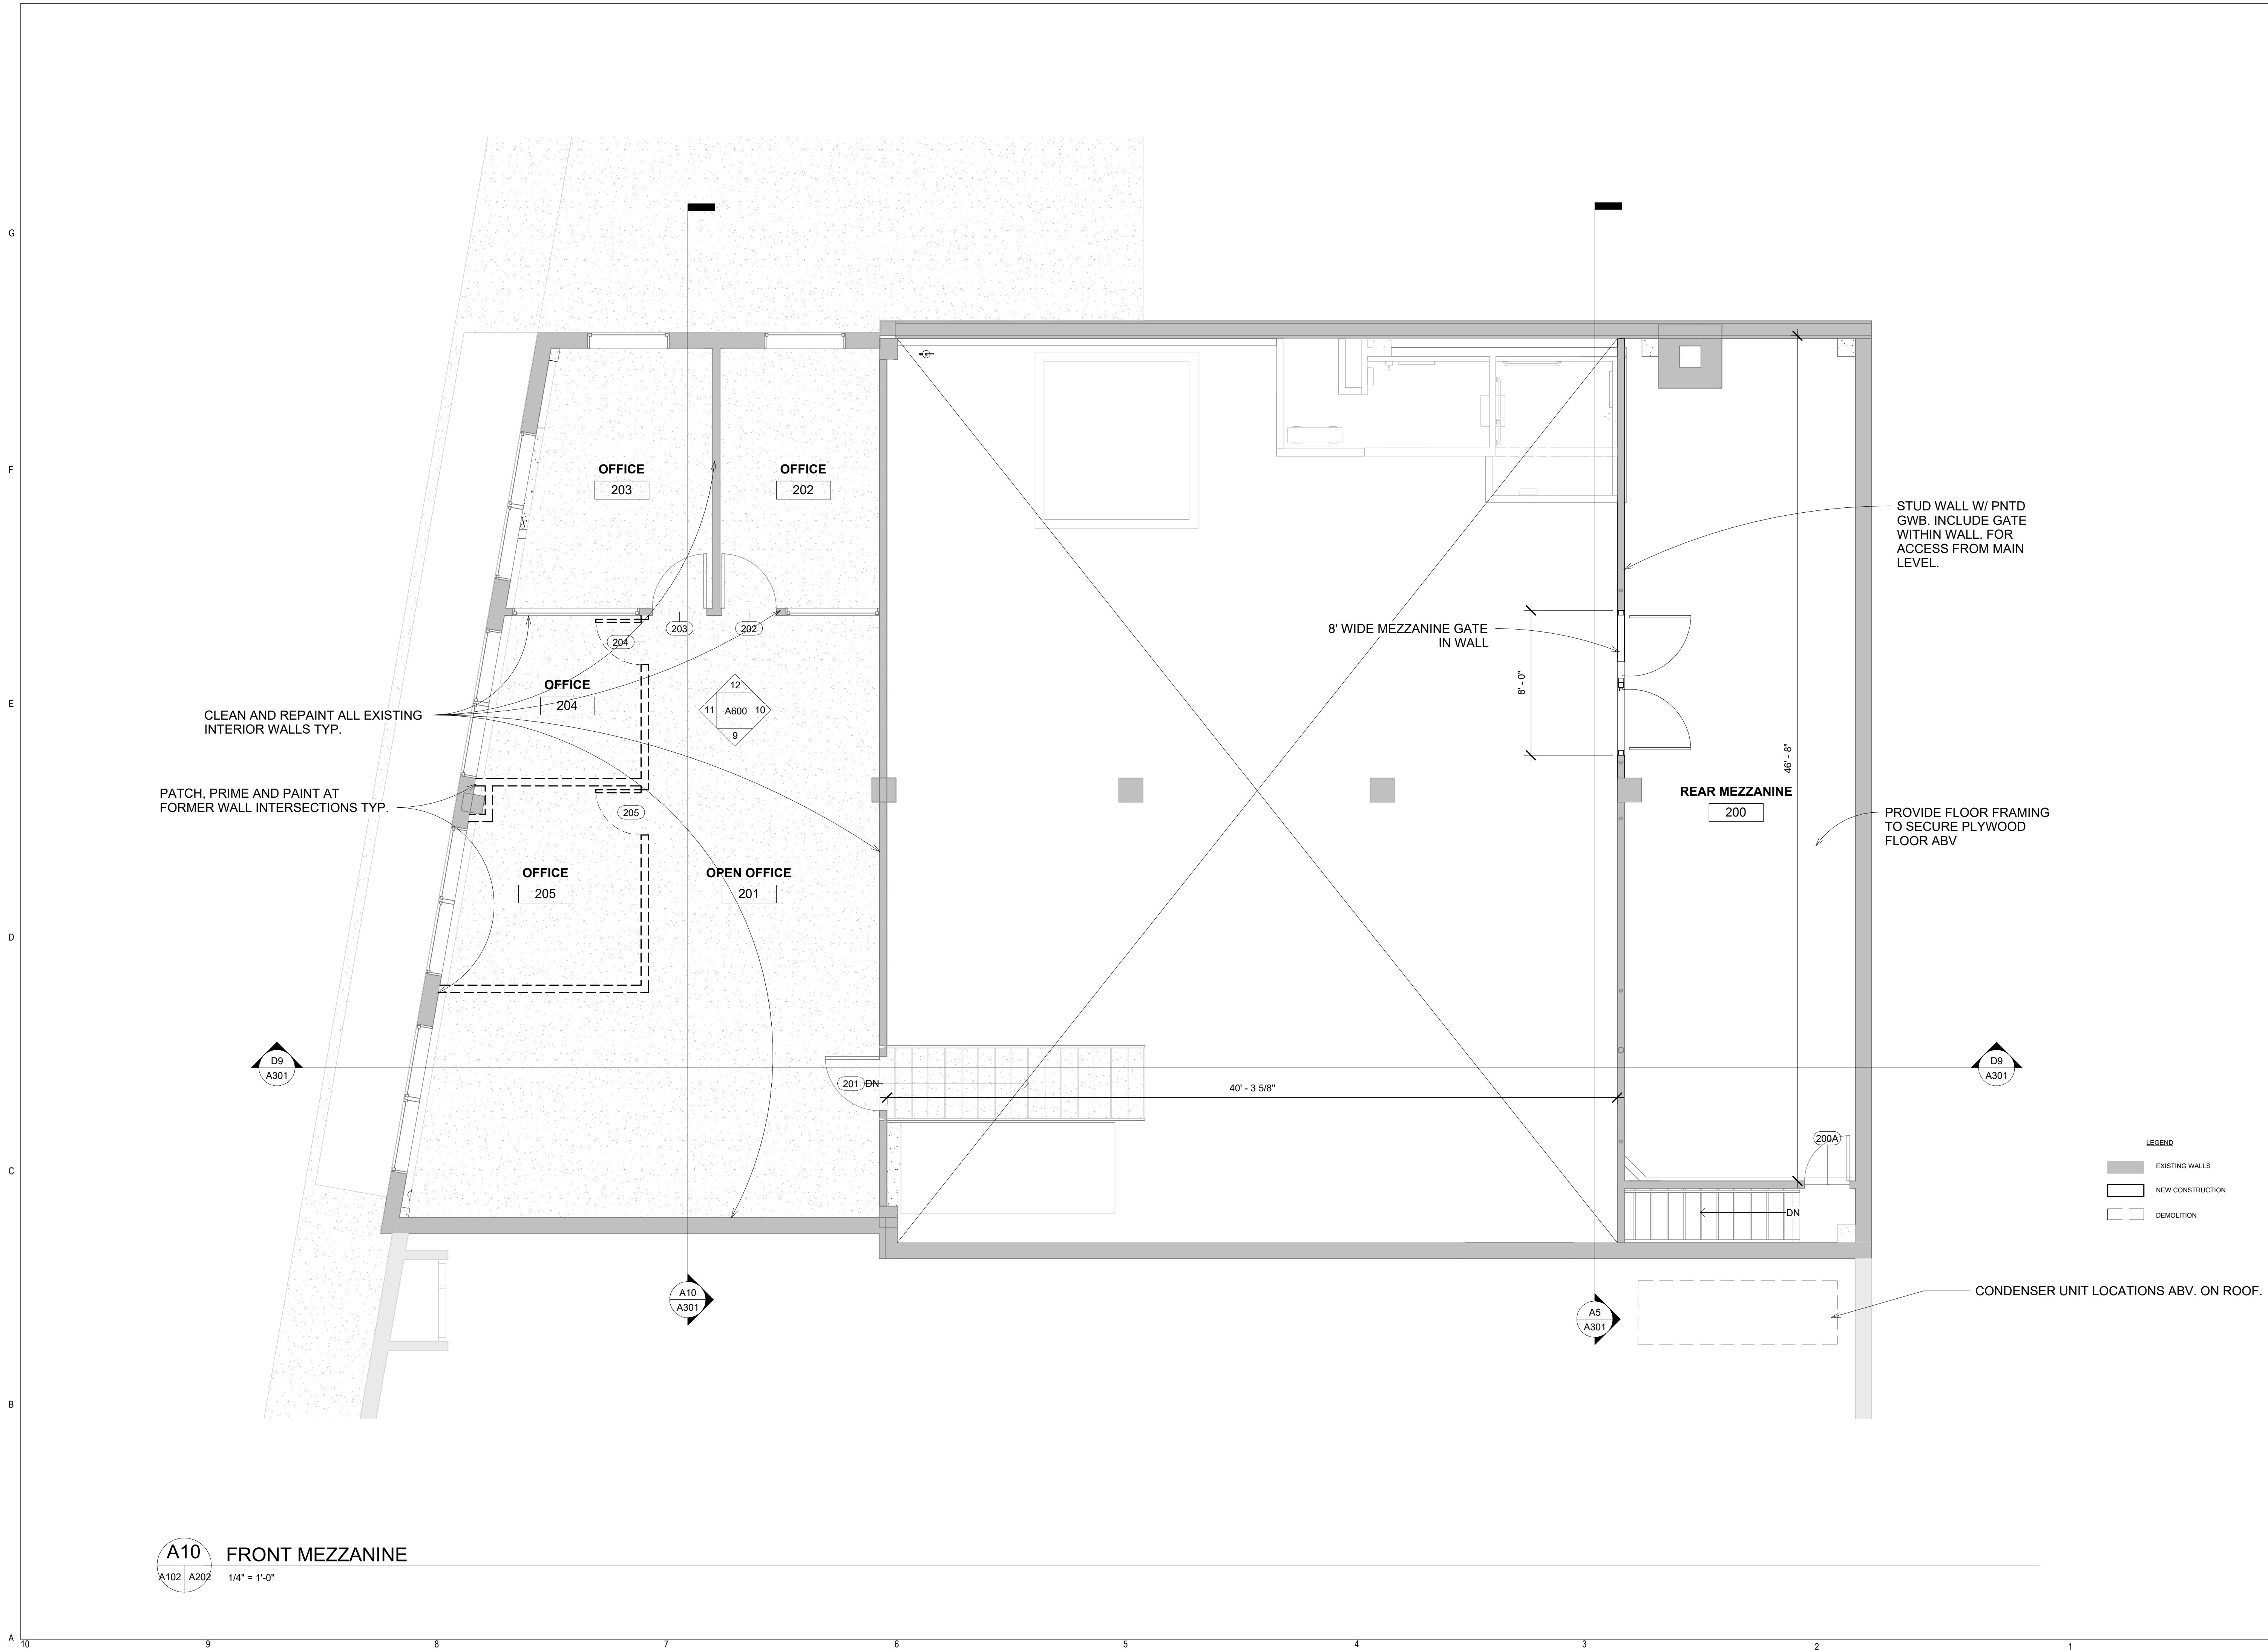 G
F
E
D
C
B
A
10
9
8
7
6
5
4
3
2
1
OFFICE
203
OFFICE
202
203
202
204
OFFICE
204
12
11
A600
10
9
205
OFFICE
205
OPEN OFFICE
201
CLEAN AND REPAINT ALL EXISTING
INTERIOR WALLS TYP.
PATCH, PRIME AND PAINT AT
FORMER WALL INTERSECTIONS TYP.
STUD WALL W/ PNTD
GWB. INCLUDE GATE
WITHIN WALL. FOR
ACCESS FROM MAIN
LEVEL.
8' WIDE MEZZANINE GATE
IN WALL
8' - 0"
46' - 8"
REAR MEZZANINE
200
PROVIDE FLOOR FRAMING
TO SECURE PLYWOOD
FLOOR ABV
D9
A301
201
DN
40' - 3 5/8"
D9
A301
200A
DN
LEGEND
EXISTING WALLS
NEW CONSTRUCTION
DEMOLITION
A10
A301
A5
A301
CONDENSER UNIT LOCATIONS ABV. ON ROOF.
A10
A102
A202
FRONT MEZZANINE
1/4" = 1'-0"